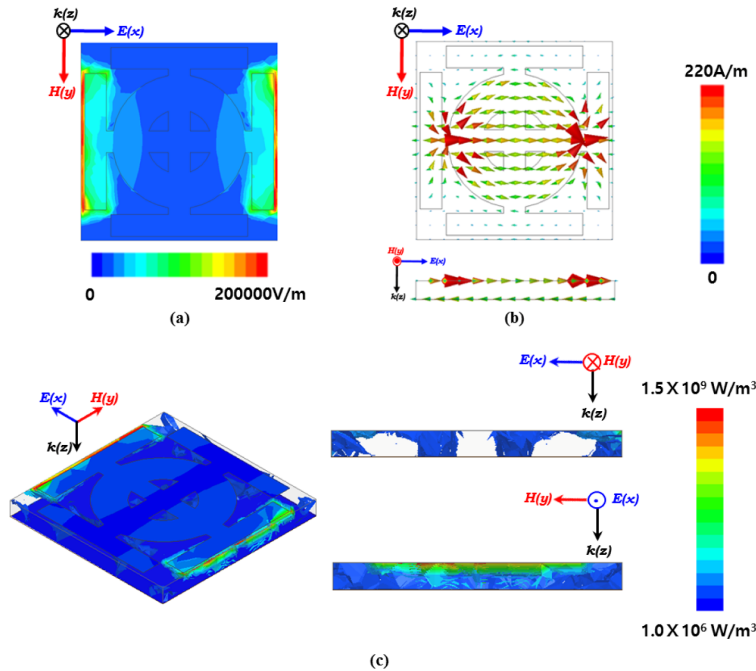 k(z)
E(x)
H(y)
0
200000V/m
(a)
k(z)
E(x)
H(y)
220A/m
0
H(y)
E(x)
k(z)
(b)
E(x)
H(y)
k(z)
E(x)
H(y)
k(z)
1.5 X 10⁹ W/m³
H(y)
E(x)
k(z)
1.0 X 10⁶ W/m³
(c)